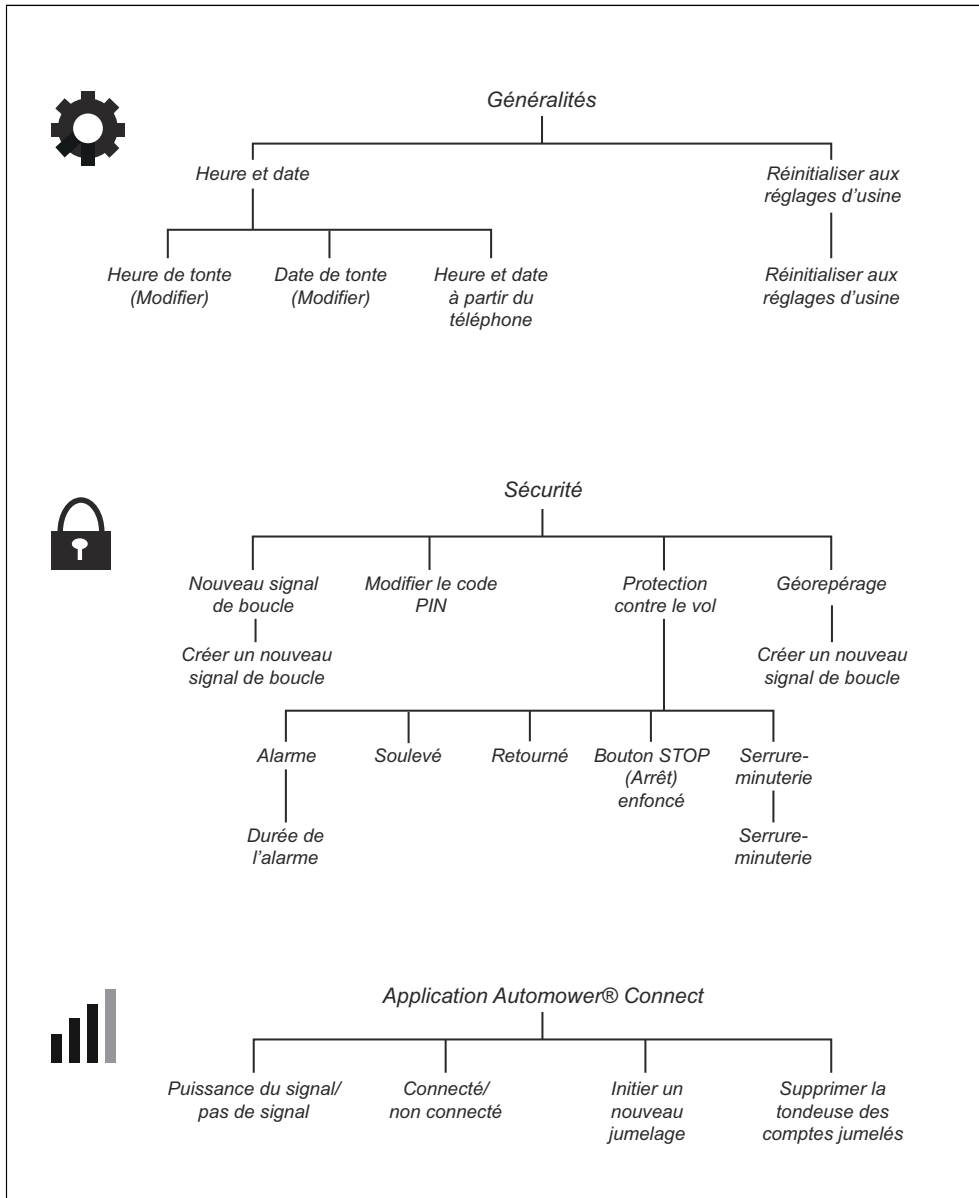 Généralités
Heure et date
Réinitialiser aux
réglages d'usine
Heure de tonte
(Modifier)
Date de tonte
(Modifier)
Heure et date
à partir du
téléphone
Réinitialiser aux
réglages d'usine
Sécurité
Nouveau signal
de boucle
Modifier le code
PIN
Protection
contre le vol
Géorepérage
Créer un nouveau
signal de boucle
Créer un nouveau
signal de boucle
Alarme
Soulevé
Retourné
Bouton STOP
(Arrêt)
enfoncé
Serrure-
minuterie
Durée de
l'alarme
Serrure-
minuterie
Application Automower® Connect
Puissance du signal/
pas de signal
Connecté/
non connecté
Initier un
nouveau
jumelage
Supprimer la
tondeuse des
comptes jumelés